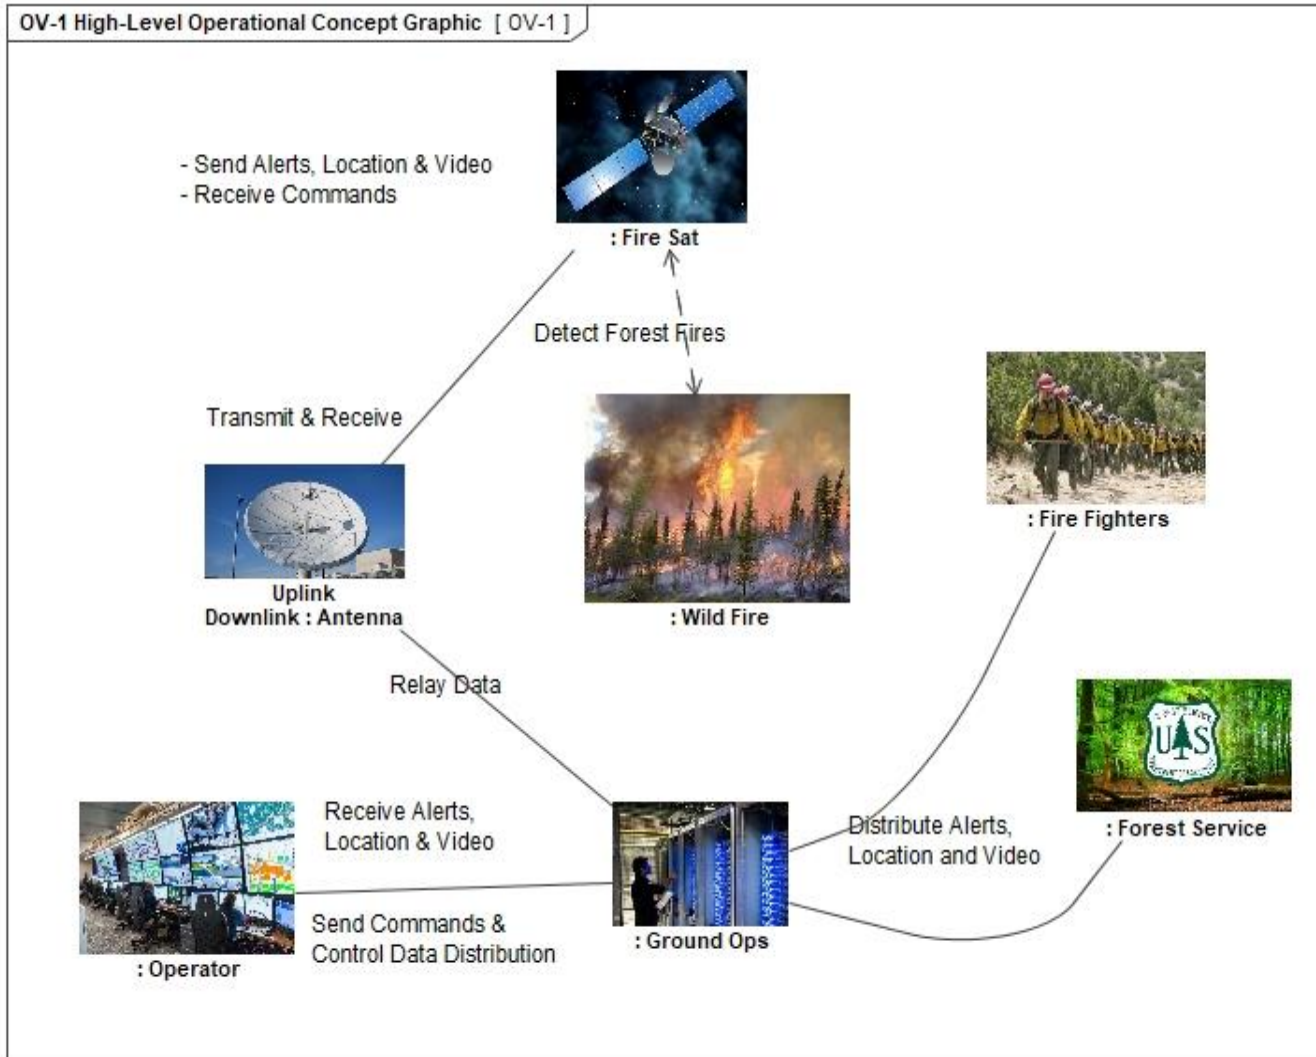 OV-1 High-Level Operational Concept Graphic [ OV-1 ]
- Send Alerts, Location & Video
- Receive Commands
: Fire Sat
Detect Forest Fires
Transmit & Receive
Uplink
Downlink : Antenna
: Wild Fire
: Fire Fighters
Relay Data
US
: Forest Service
Receive Alerts,
Location & Video
Send Commands &
Control Data Distribution
: Operator
: Ground Ops
Distribute Alerts,
Location and Video